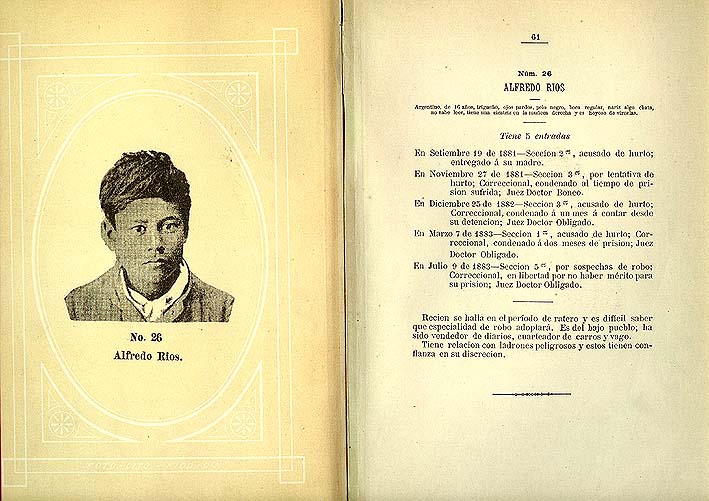 No. 26
Alfredo Rios.
61
Núm. 26
ALFREDO RIOS
Argentino, de 16 años, trigueño, ojos pardos, pelo negro, boca regular, nariz algo chata,
no sabe leer, tiene una cicatriz en la muñeca derecha y es hoyoso de viruelas.
Tiene 5 entradas
En Setiembre 19 de 1881—Seccion 2ª, acusado de hurto;
entregado á su madre.
En Noviembre 27 de 1881—Seccion 3ª, por tentativa de
hurto; Correccional, condenado al tiempo de pri-
sion sufrida; Juez Doctor
En Diciembre 25 de 1882—Seccion 3ª, acusado de hurto;
Correccional, condenado á un mes á contar desde
su detencion; Juez Doctor Obligado.
En Marzo 7 de 1883—Seccion 1ª, acusado de hurto; Cor-
reccional, condenado á dos meses de prision; Juez
Doctor Obligado.
En Julio 9 de 1883—Seccion 5ª, por sospechas de robo;
Correccional, en libertad por no haber mérito para
su prision; Juez Doctor Obligado.
Recien se halla en el período de ratero y es difícil saber
que especialidad de robo adoptará. Es del bajo pueblo; ha
sido vendedor de diarios, cuarteador de carros y vago.
Tiene relacion con ladrones peligrosos y estos tienen con-
fianza en su discrecion.